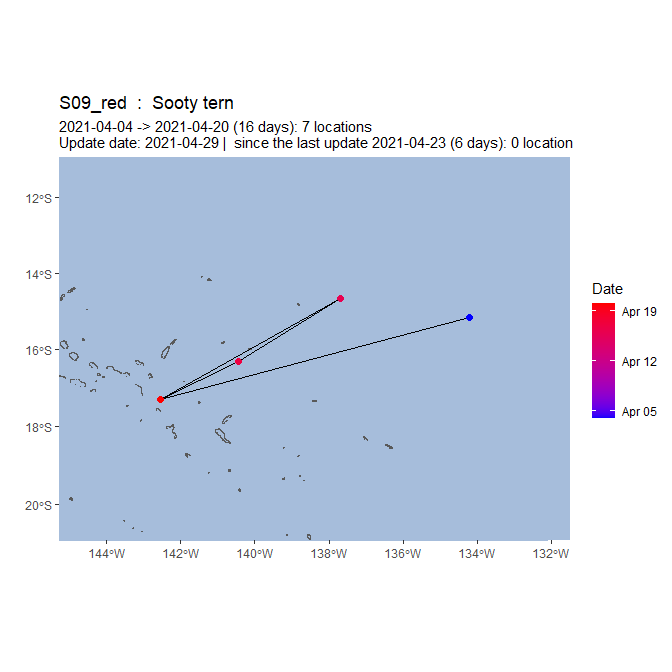 S09_red : Sooty tern
2021-04-04 -> 2021-04-20 (16 days): 7 locations
Update date: 2021-04-29 | since the last update 2021-04-23 (6 days): 0 location
12°S
14°S
16°S
18°S
20°S
144°W 142°W 140°W 138°W 136°W 134°W 132°W
Date
Apr 19
Apr 12
Apr 05